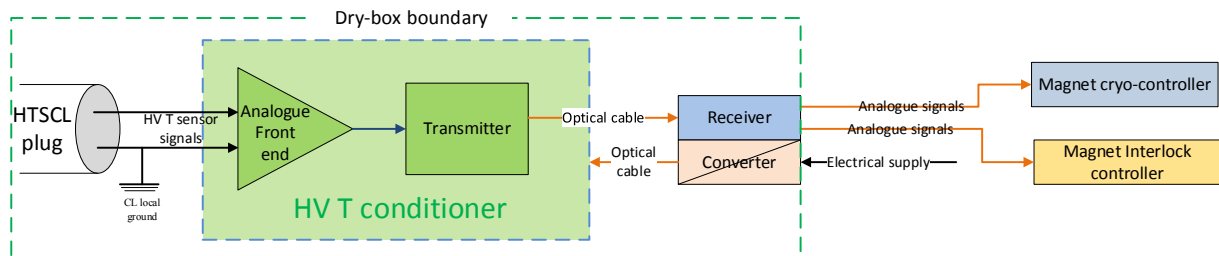 Dry-box boundary
HTSCL
plug
HV T sensor
signals
CL local
ground
Analogue
Front
end
Transmitter
HV T conditioner
Optical cable
Optical
cable
Receiver
Converter
Analogue signals
Analogue signals
Electrical supply
Magnet cryo-controller
Magnet Interlock
controller